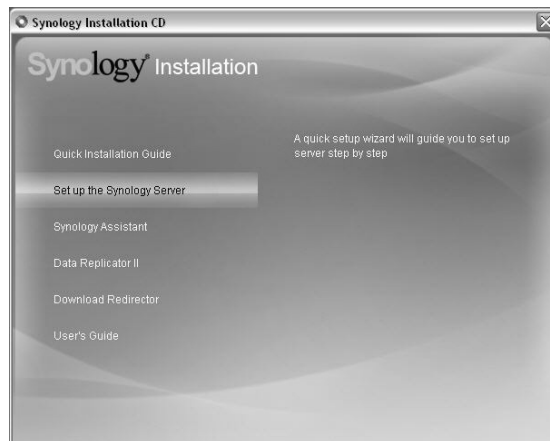 Synology Installation CD
Synology® Installation
Quick Installation Guide
A quick setup wizard will guide you to set up
server step by step
Set up the Synology Server
Synology Assistant
Data Replicator II
Download Redirector
User's Guide